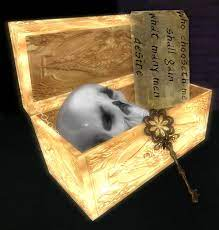 who chooseth me
shall gain
what many men
desire